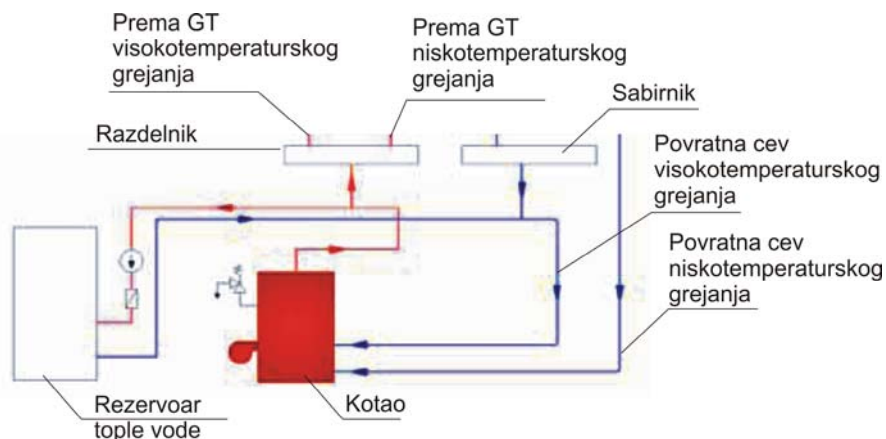 Prema GT
visokotemperaturskog
grejanja
Prema GT
niskotemperaturskog
grejanja
Sabirnik
Razdelnik
Povratna cev
visokotemperaturskog
grejanja
Povratna cev
niskotemperaturskog
grejanja
Rezervoar
tople vode
Kotao